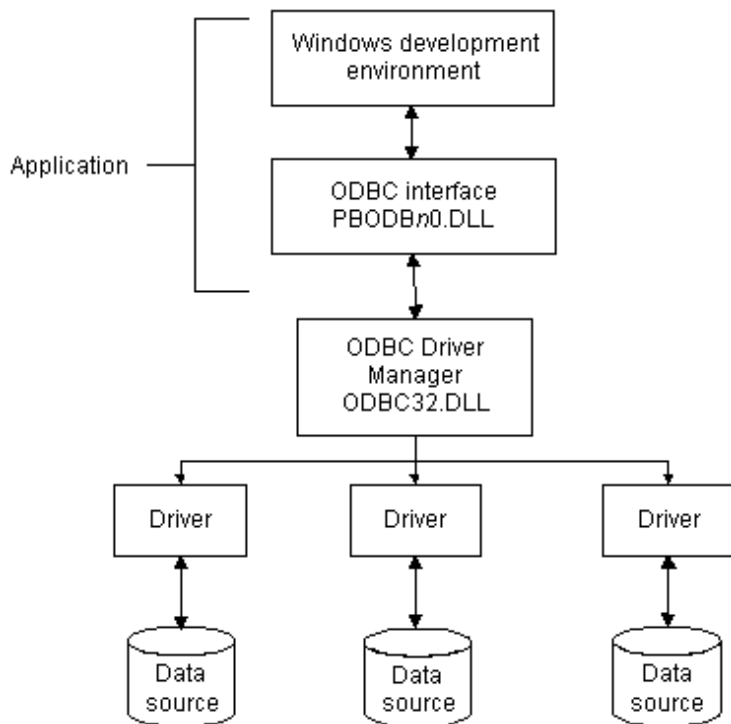 Windows development
environment
Application
ODBC interface
PBODBn0.DLL
ODBC Driver
Manager
ODBC32.DLL
Driver
Driver
Driver
Data
source
Data
source
Data
source